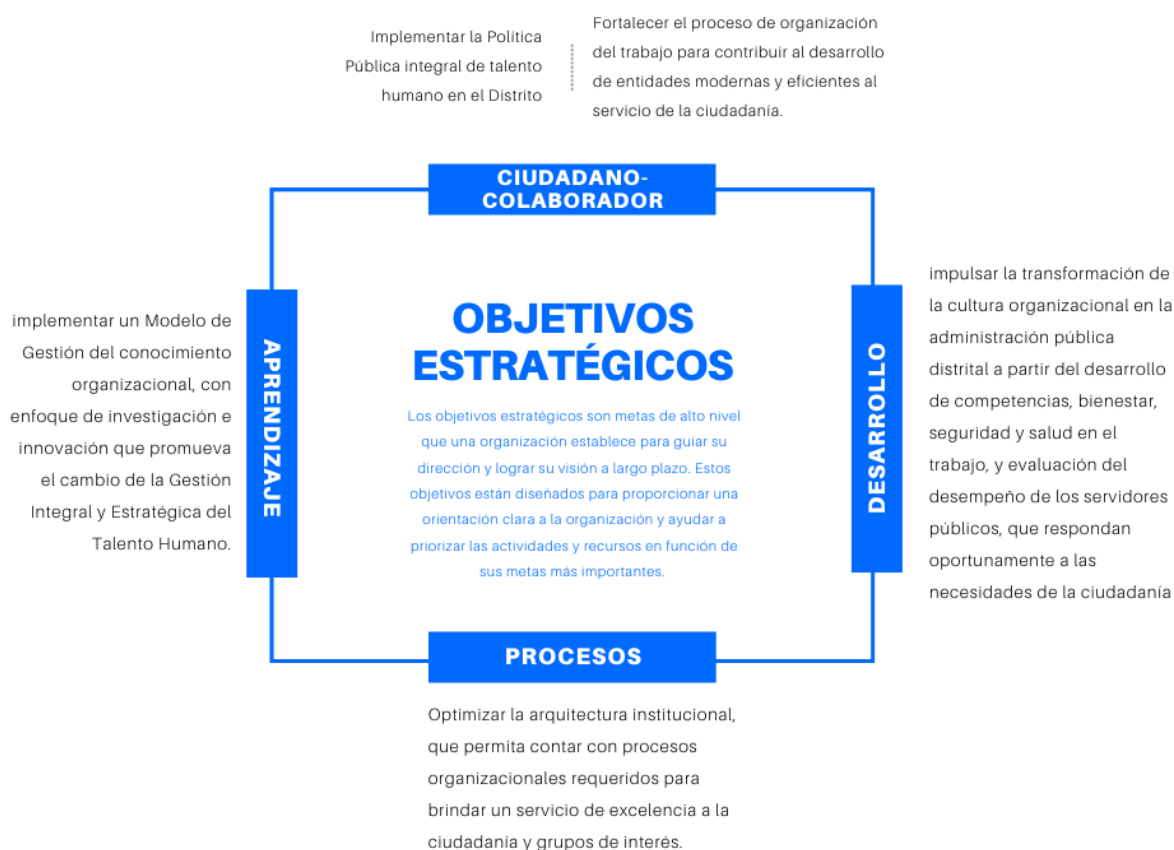 Implementar la Política
Pública integral de talento
humano en el Distrito
Fortalecer el proceso de organización
del trabajo para contribuir al desarrollo
de entidades modernas y eficientes al
servicio de la ciudadanía.
CIUDADANO-
COLABORADOR
implementar un Modelo de
Gestión del conocimiento
organizacional, con
enfoque de investigación e
innovación que promueva
el cambio de la Gestión
Integral y Estratégica del
Talento Humano.
APRENDIZAJE
OBJETIVOS
ESTRATÉGICOS
Los objetivos estratégicos son metas de alto nivel
que una organización establece para guiar su
dirección y lograr su visión a largo plazo. Estos
objetivos están diseñados para proporcionar una
orientación clara a la organización y ayudar a
priorizar las actividades y recursos en función de
sus metas más importantes.
DESARROLLO
impulsar la transformación de
la cultura organizacional en la
administración pública
distrital a partir del desarrollo
de competencias, bienestar,
seguridad y salud en el
trabajo, y evaluación del
desempeño de los servidores
públicos, que respondan
oportunamente a las
necesidades de la ciudadanía
PROCESOS
Optimizar la arquitectura institucional,
que permita contar con procesos
organizacionales requeridos para
brindar un servicio de excelencia a la
ciudadanía y grupos de interés.